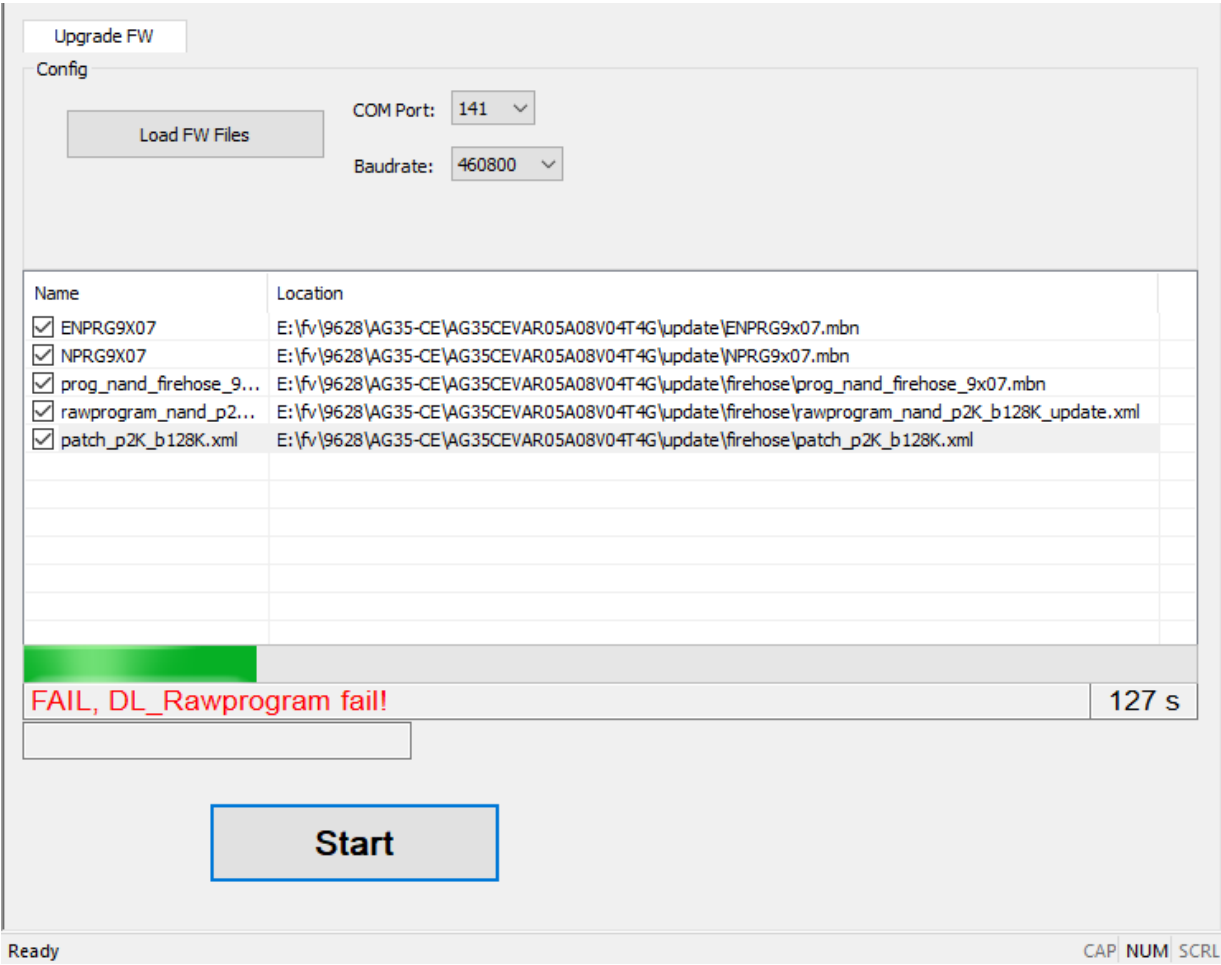 Upgrade FW
Config
Load FW Files
COM Port: 141
Baudrate: 460800
Name Location
ENPRG9X07 E:\fv\9628\AG35-CE\AG35CEVAR05A08V04T4G\update\ENPRG9x07.mbn
NPRG9X07 E:\fv\9628\AG35-CE\AG35CEVAR05A08V04T4G\update\NPRG9x07.mbn
prog_nand_firehose_9... E:\fv\9628\AG35-CE\AG35CEVAR05A08V04T4G\update\firehose\prog_nand_firehose_9x07.mbn
rawprogram_nand_p2... E:\fv\9628\AG35-CE\AG35CEVAR05A08V04T4G\update\firehose\rawprogram_nand_p2K_b128K_update.xml
patch_p2K_b128K.xml E:\fv\9628\AG35-CE\AG35CEVAR05A08V04T4G\update\firehose\patch_p2K_b128K.xml
FAIL, DL_Rawprogram fail! 127 s
Start
Ready CAP NUM SCRL